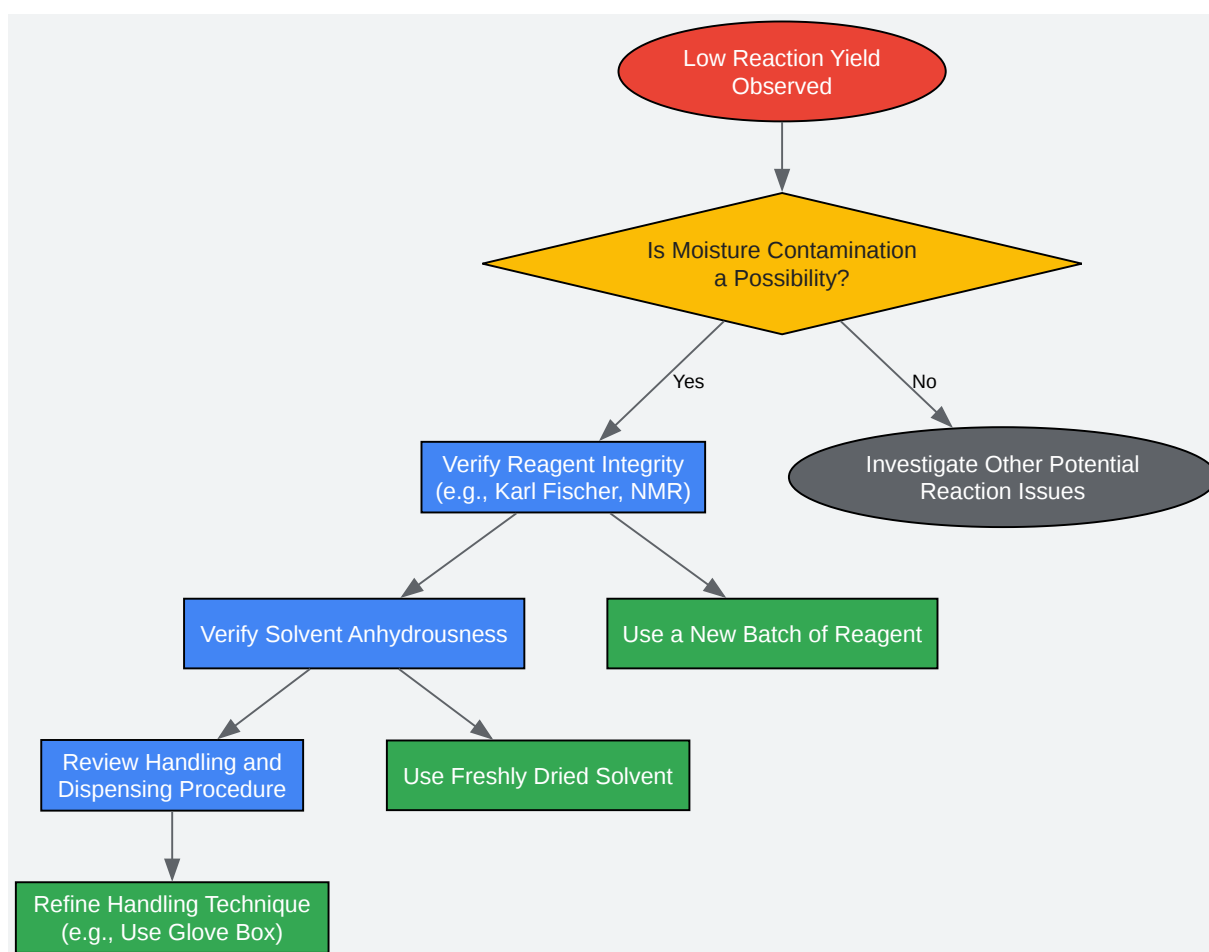 Low Reaction Yield
Observed
Is Moisture Contamination
a Possibility?
Yes
No
Verify Reagent Integrity
(e.g., Karl Fischer, NMR)
Investigate Other Potential
Reaction Issues
Verify Solvent Anhydrousness
Use a New Batch of Reagent
Review Handling and
Dispensing Procedure
Use Freshly Dried Solvent
Refine Handling Technique
(e.g., Use Glove Box)